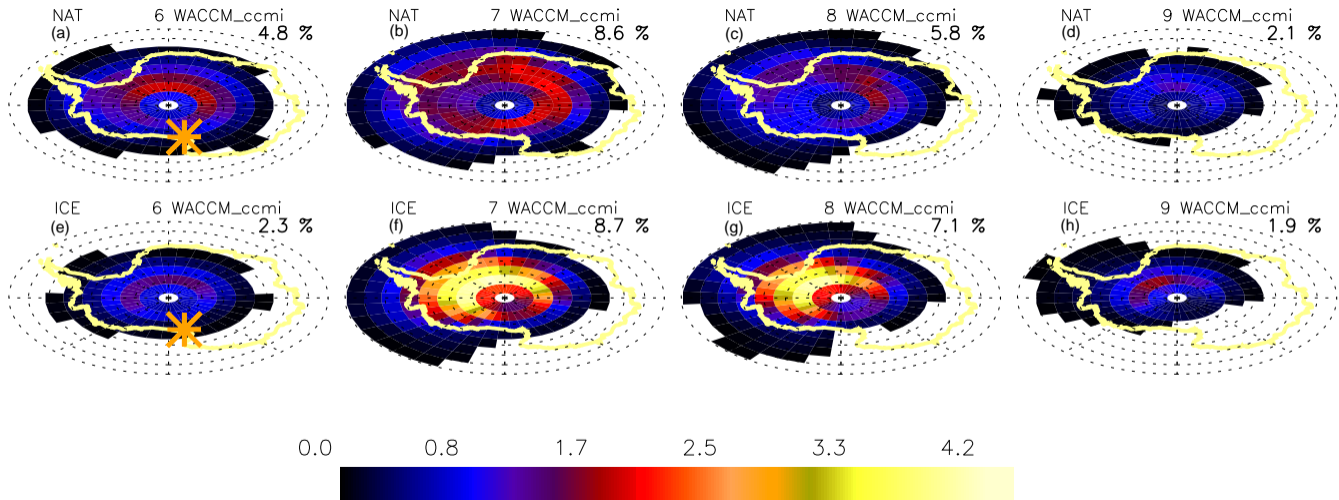 NAT 6 WACCM_ccmi
(a) 4.8 %
NAT 7 WACCM_ccmi
(b) 8.6 %
NAT 8 WACCM_ccmi
(c) 5.8 %
NAT 9 WACCM_ccmi
(d) 2.1 %
ICE 6 WACCM_ccmi
(e) 2.3 %
ICE 7 WACCM_ccmi
(f) 8.7 %
ICE 8 WACCM_ccmi
(g) 7.1 %
ICE 9 WACCM_ccmi
(h) 1.9 %
0.0 0.8 1.7 2.5 3.3 4.2